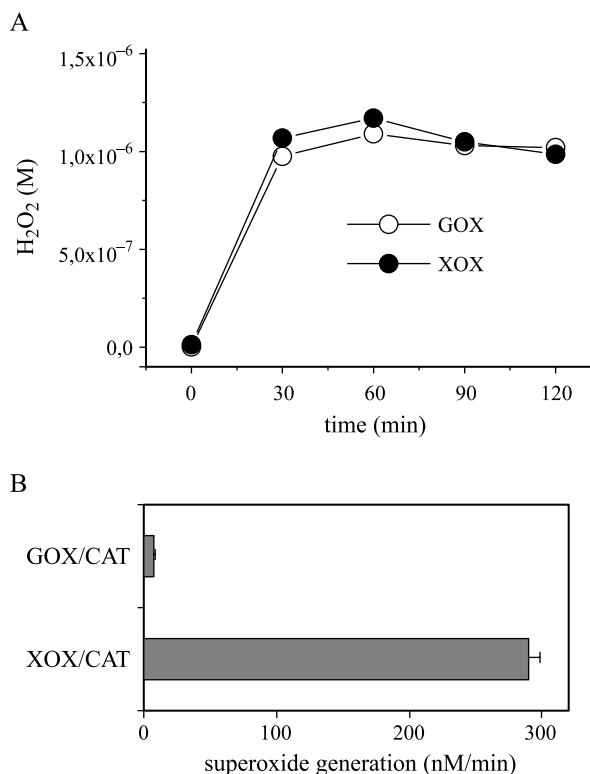 A
1,5x10⁻⁶
1,0x10⁻⁶
5,0x10⁻⁷
0,0
H₂O₂ (M)
GOX
XOX
0 30 60 90 120
time (min)
B
GOX/CAT
XOX/CAT
0 100 200 300
superoxide generation (nM/min)